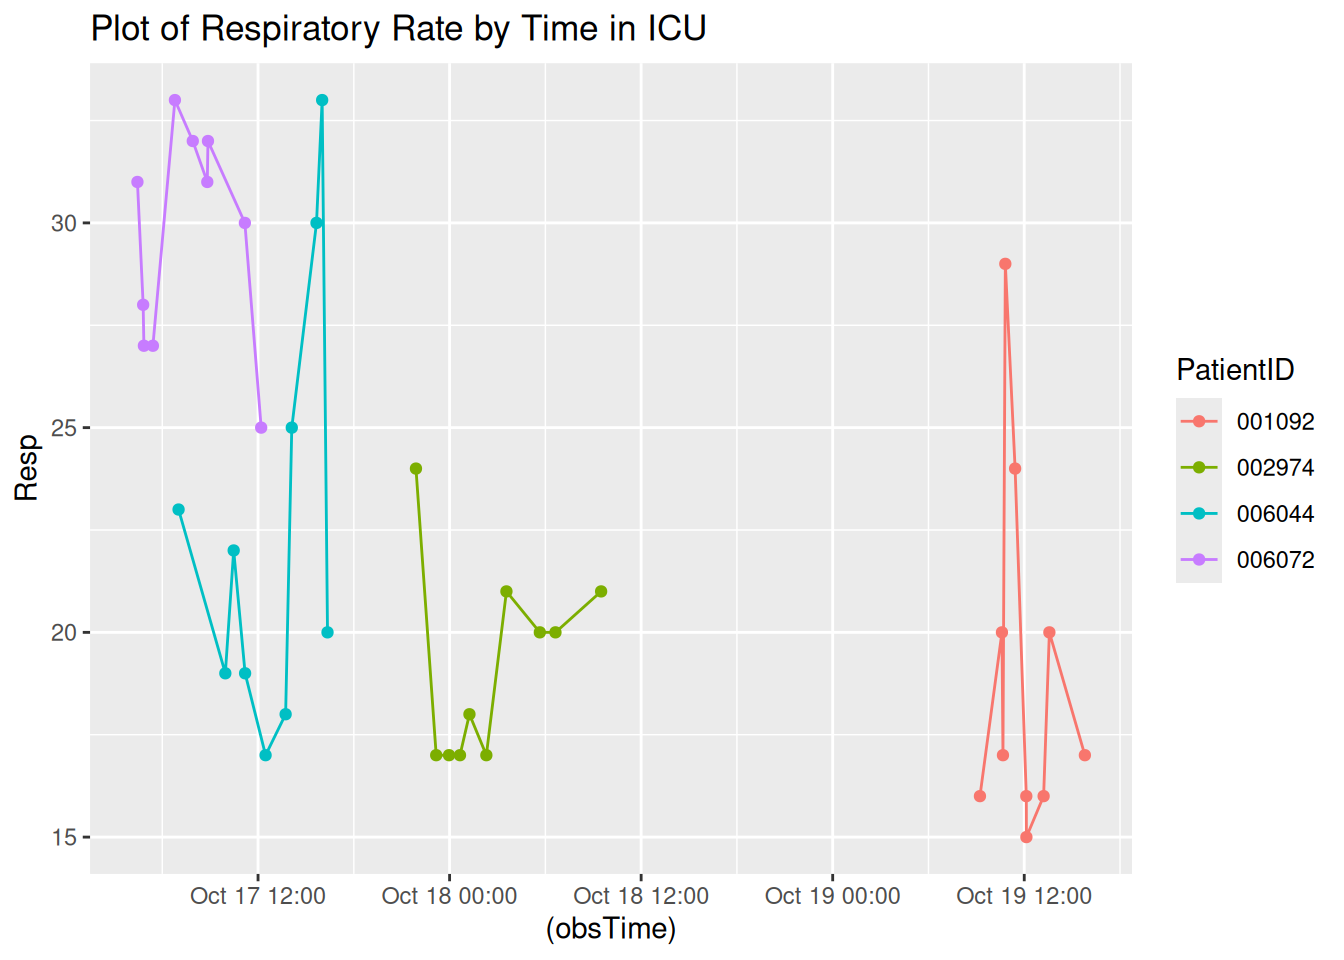 Plot of Respiratory Rate by Time in ICU
30
25
20
15
Resp
Oct 17 12:00
Oct 18 00:00
Oct 18 12:00
Oct 19 00:00
Oct 19 12:00
(obsTime)
PatientID
001092
002974
006044
006072